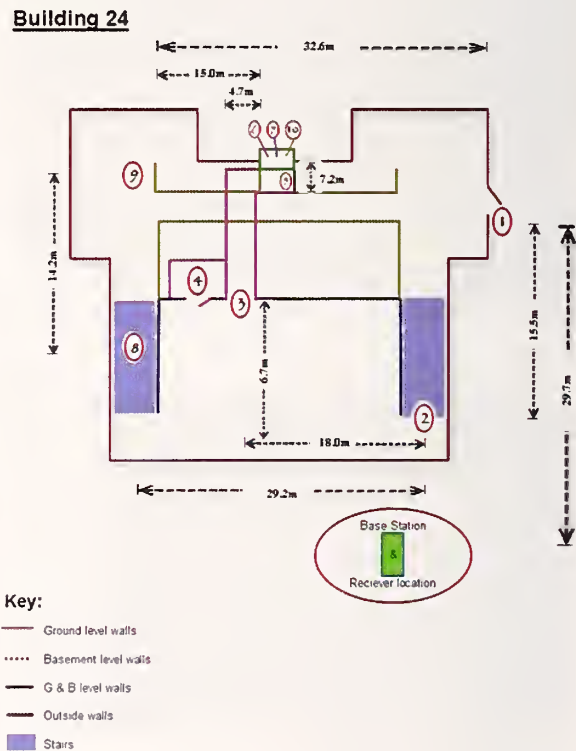 Building 24
32.6m
15.0m
4.7m
7.2m
9
1
14.2m
4
3
8
6.7m
15.5m
29.7m
2
18.0m
29.2m
Base Station
&
Reciever location
Key:
Ground level walls
Basement level walls
G & B level walls
Outside walls
Stairs